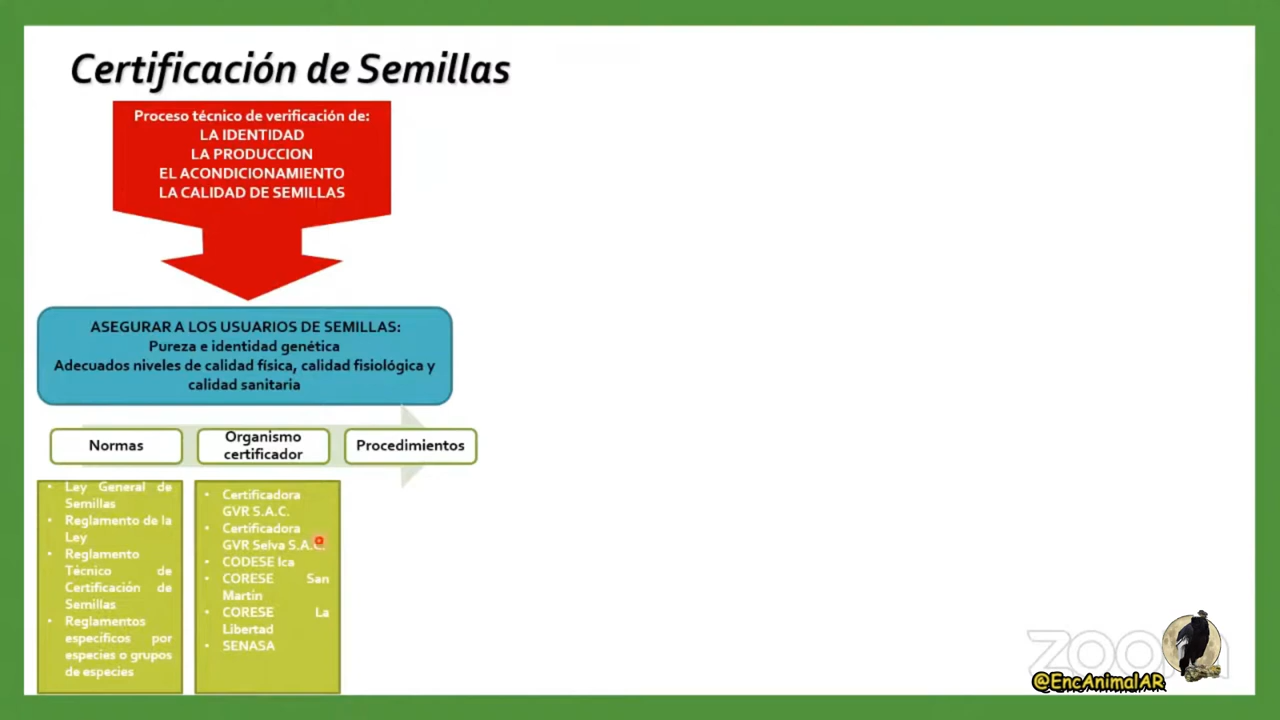 Certificación de Semillas
Proceso técnico de verificación de:
LA IDENTIDAD
LA PRODUCCION
EL ACONDICIONAMIENTO
LA CALIDAD DE SEMILLAS
ASEGURAR A LOS USUARIOS DE SEMILLAS:
Pureza e identidad genética
Adecuados niveles de calidad física, calidad fisiológica y
calidad sanitaria
Normas
Organismo
certificador
Procedimientos
• Ley General de
Semillas
• Reglamento de la
Ley
• Reglamento
Técnico de
Certificación de
Semillas
• Reglamentos
específicos por
especies o grupos
de especies
• Certificadora
GVR S.A.C.
• Certificadora
GVR Selva S.A.C.
• CODESE Ica
• CORESE San
Martin
• CORESE La
Libertad
• SENASA
zoom
@EncAnimalAR